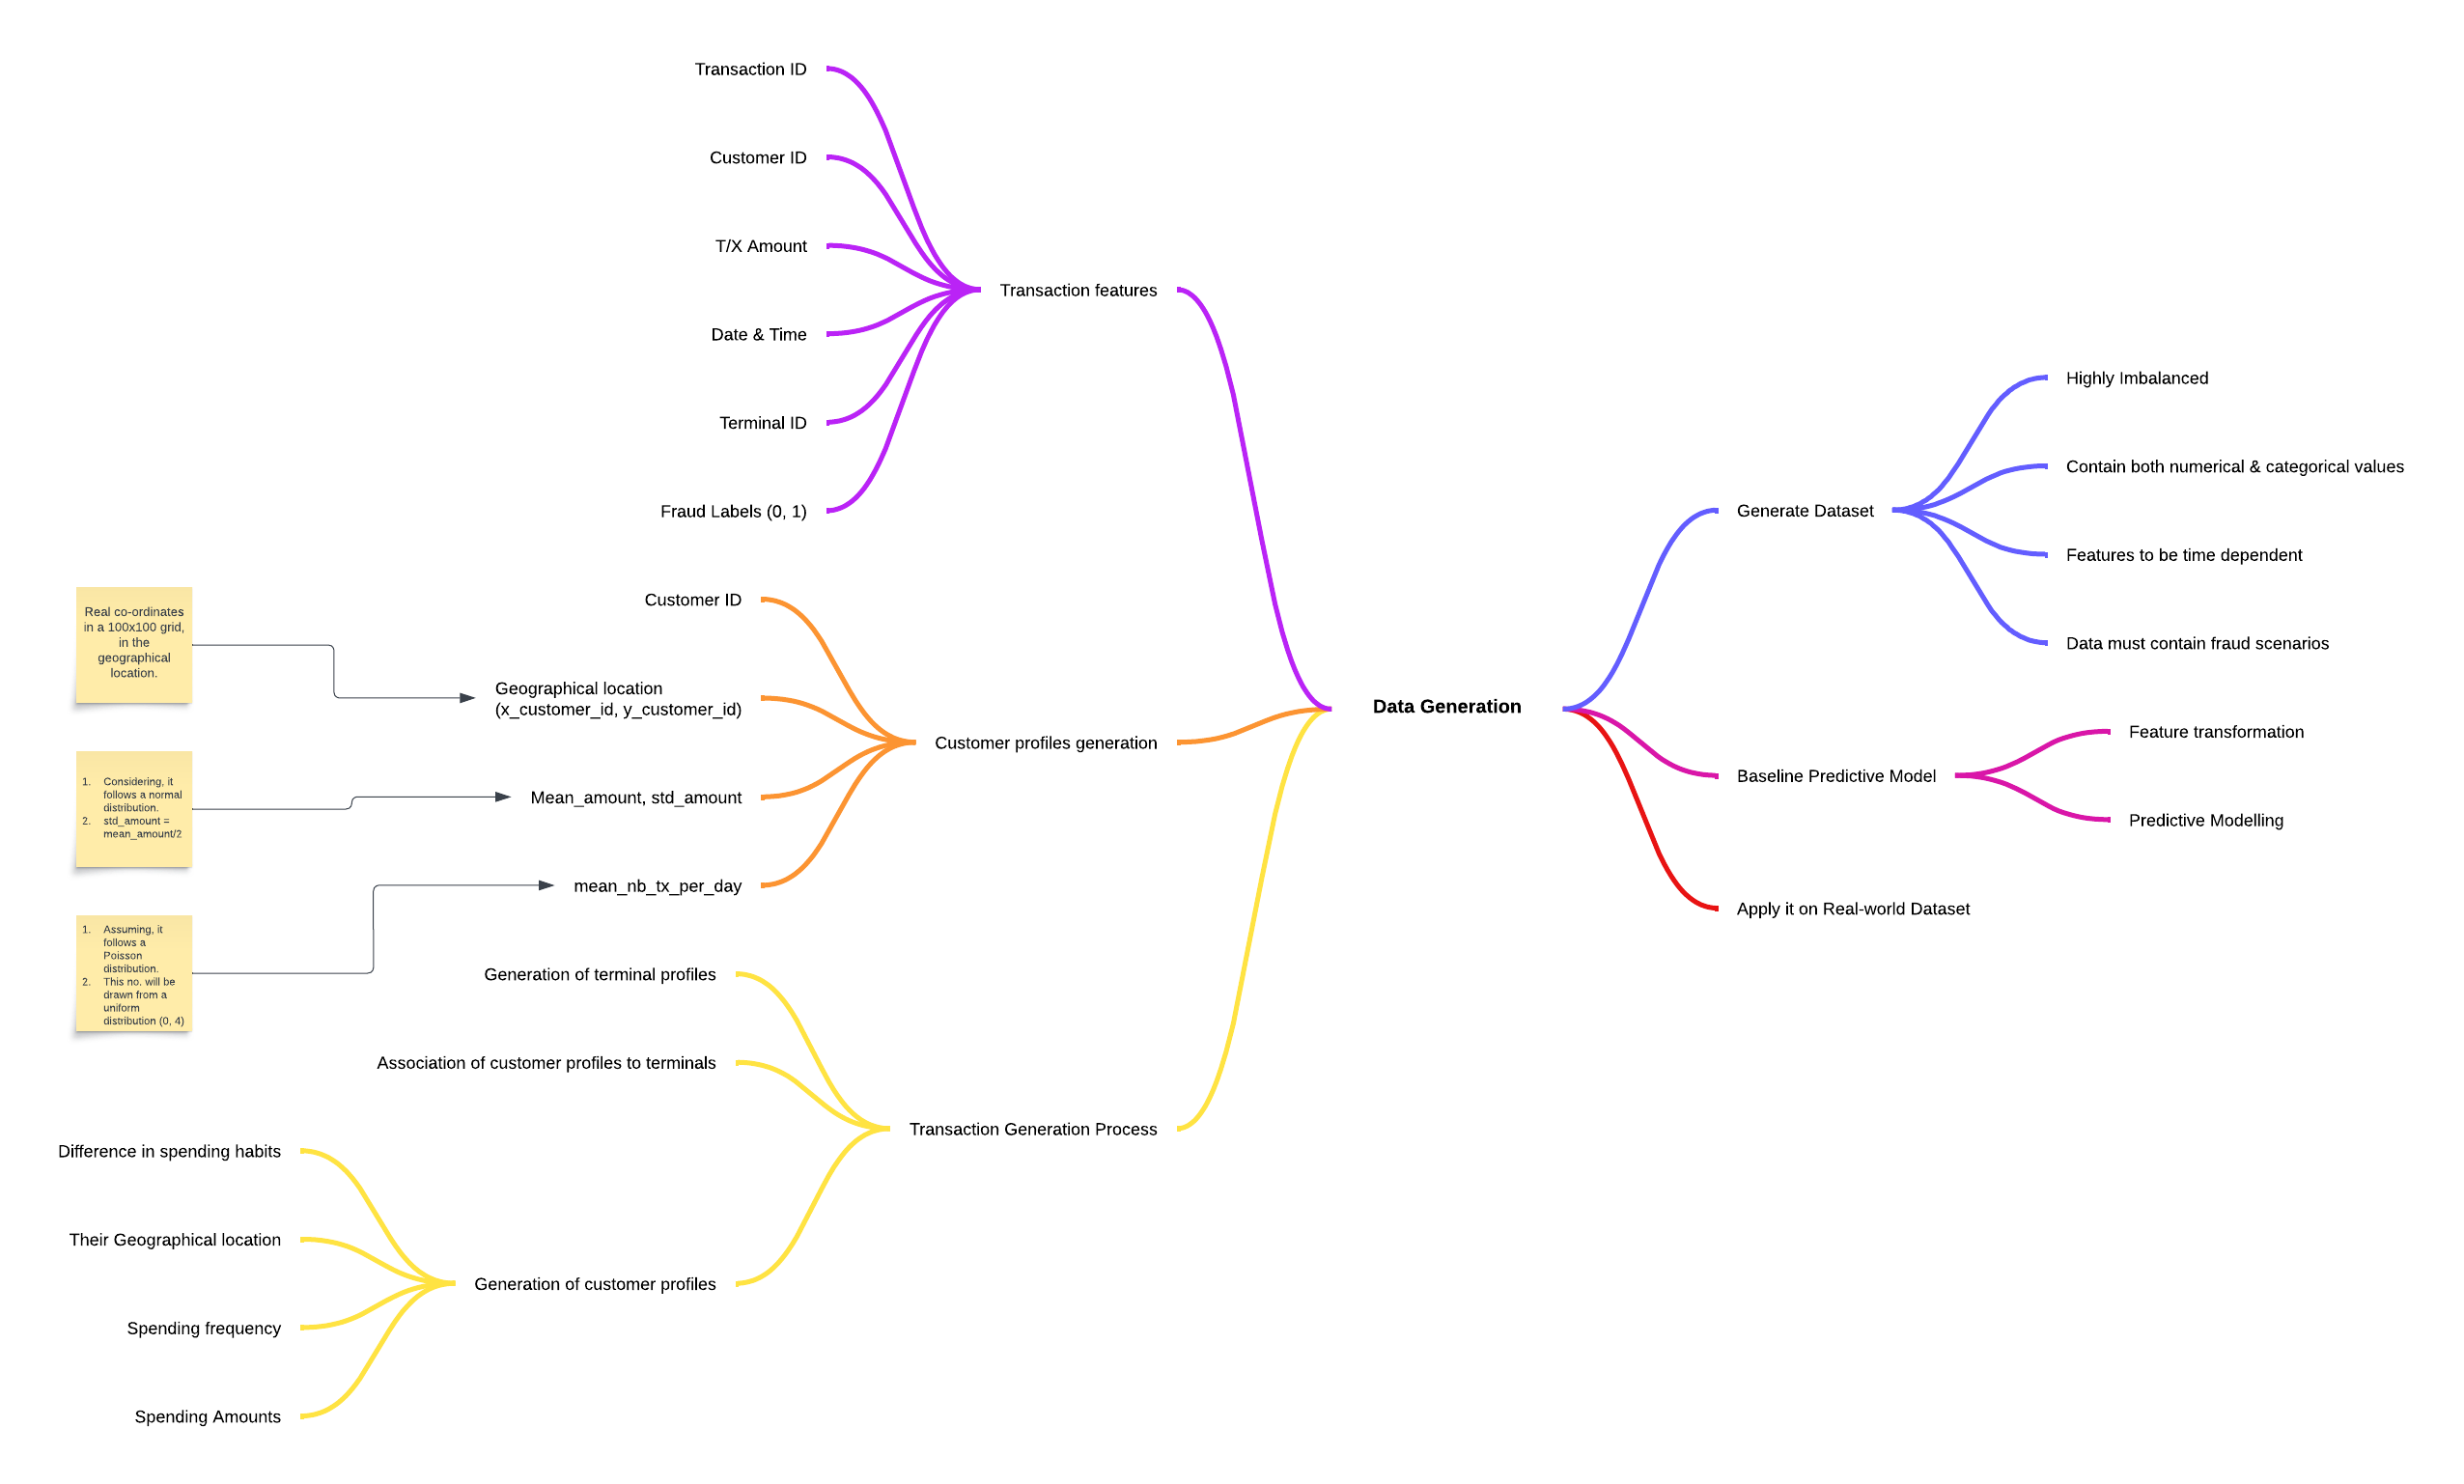 Transaction ID
Customer ID
T/X Amount
Date & Time
Terminal ID
Fraud Labels (0, 1)
Transaction features
Customer ID
Geographical location
(x_customer_id, y_customer_id)
Mean_amount, std_amount
mean_nb_tx_per_day
Customer profiles generation
Real co-ordinates
in a 100x100 grid,
in the
geographical
location.
1. Considering, it
follows a normal
distribution.
2. std_amount =
mean_amount/2
1. Assuming, it
follows a
Poisson
distribution.
2. This no. will be
drawn from a
uniform
distribution (0, 4)
Generation of terminal profiles
Association of customer profiles to terminals
Transaction Generation Process
Difference in spending habits
Their Geographical location
Spending frequency
Spending Amounts
Generation of customer profiles
Data Generation
Generate Dataset
Highly Imbalanced
Contain both numerical & categorical values
Features to be time dependent
Data must contain fraud scenarios
Baseline Predictive Model
Feature transformation
Predictive Modelling
Apply it on Real-world Dataset